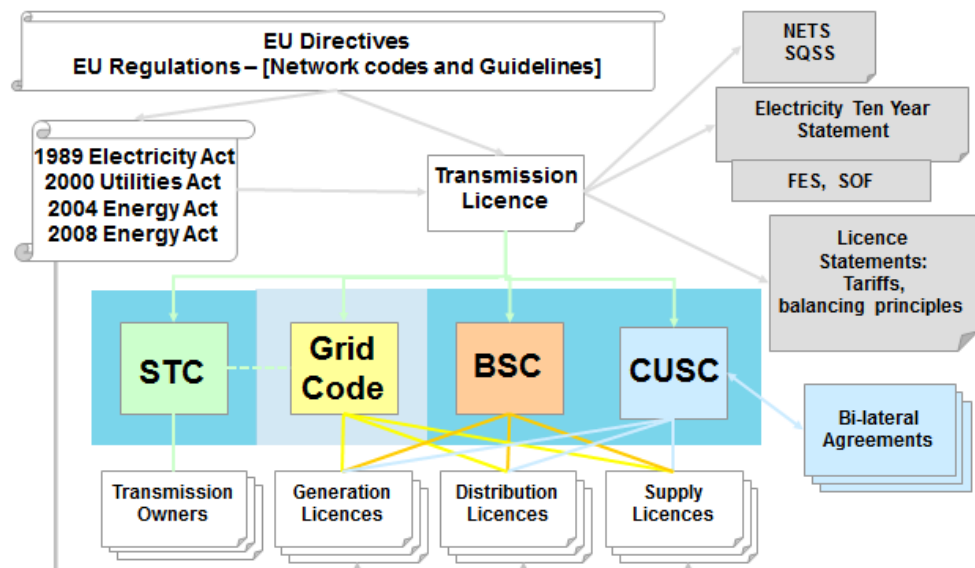 EU Directives
EU Regulations – [Network codes and Guidelines]
NETS
SQSS
Electricity Ten Year
Statement
FES, SOF
1989 Electricity Act
2000 Utilities Act
2004 Energy Act
2008 Energy Act
Transmission
Licence
Licence
Statements:
Tariffs,
balancing principles
STC
Grid
Code
BSC
CUSC
Bi-lateral
Agreements
Transmission
Owners
Generation
Licences
Distribution
Licences
Supply
Licences